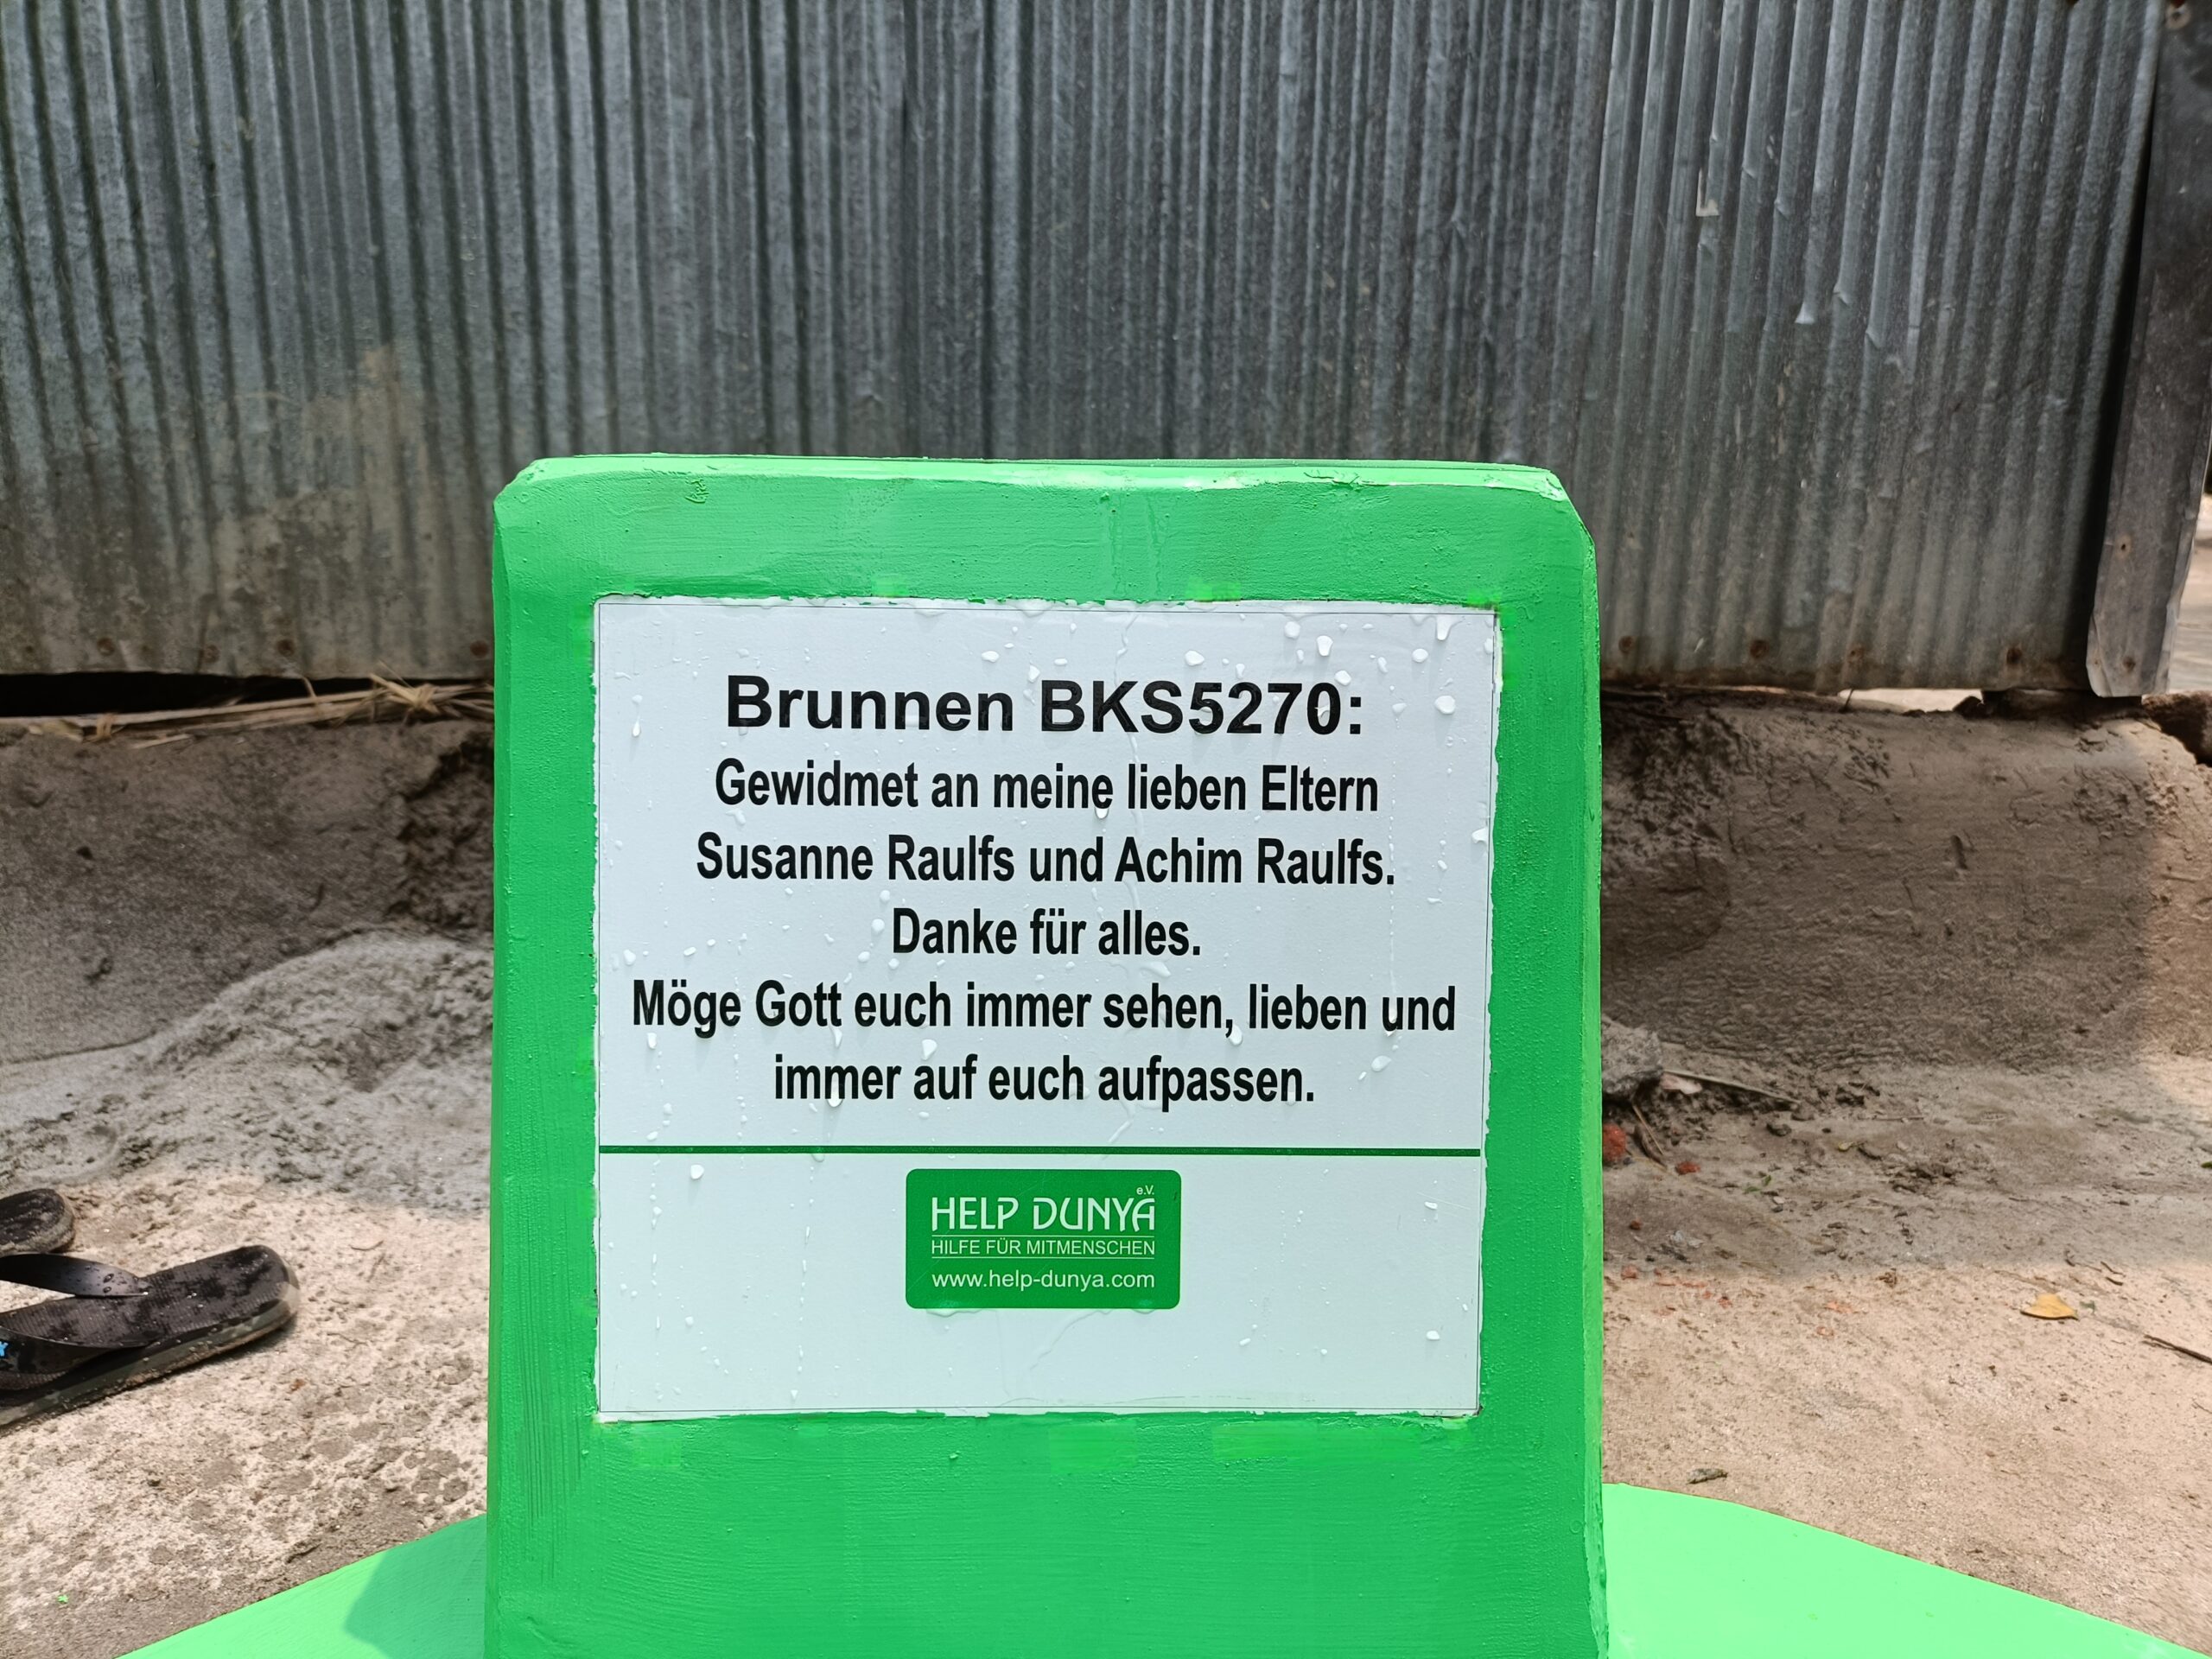 Brunnen BKS5270:
Gewidmet an meine lieben Eltern
Susanne Raulfs und Achim Raulfs.
Danke für alles.
Möge Gott euch immer sehen, lieben und
immer auf euch aufpassen.
e.V.
HELP DUNYA
HILFE FÜR MITMENSCHEN
www.help-dunya.com